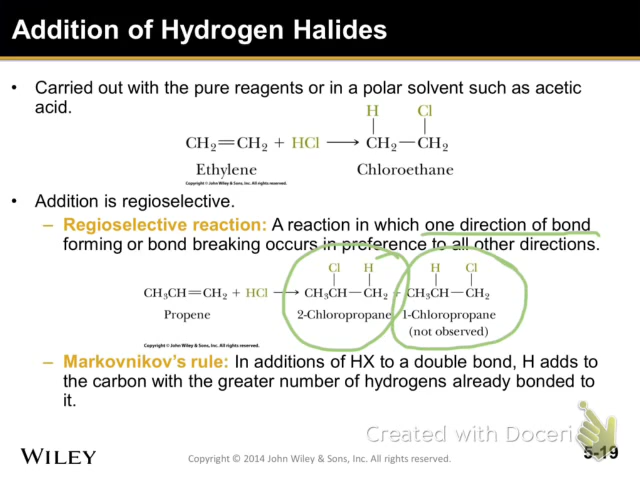 Addition of Hydrogen Halides
• Carried out with the pure reagents or in a polar solvent such as acetic
acid.
H Cl
CH₂=CH₂ + HCl ⟶ CH₂—CH₂
Ethylene Chloroethane
Copyright © John Wiley & Sons, Inc. All rights reserved.
• Addition is regioselective.
– Regioselective reaction: A reaction in which one direction of bond
forming or bond breaking occurs in preference to all other directions.
Cl H H Cl
CH₃CH=CH₂ + HCl ⟶ CH₃CH—CH₂ + CH₃CH—CH₂
Propene 2-Chloropropane 1-Chloropropane
(not observed)
Copyright © John Wiley & Sons, Inc. All rights reserved.
– Markovnikov's rule: In additions of HX to a double bond, H adds to
the carbon with the greater number of hydrogens already bonded to
it.
Created with Doceri
WILEY
Copyright © 2014 John Wiley & Sons, Inc. All rights reserved.
5-19